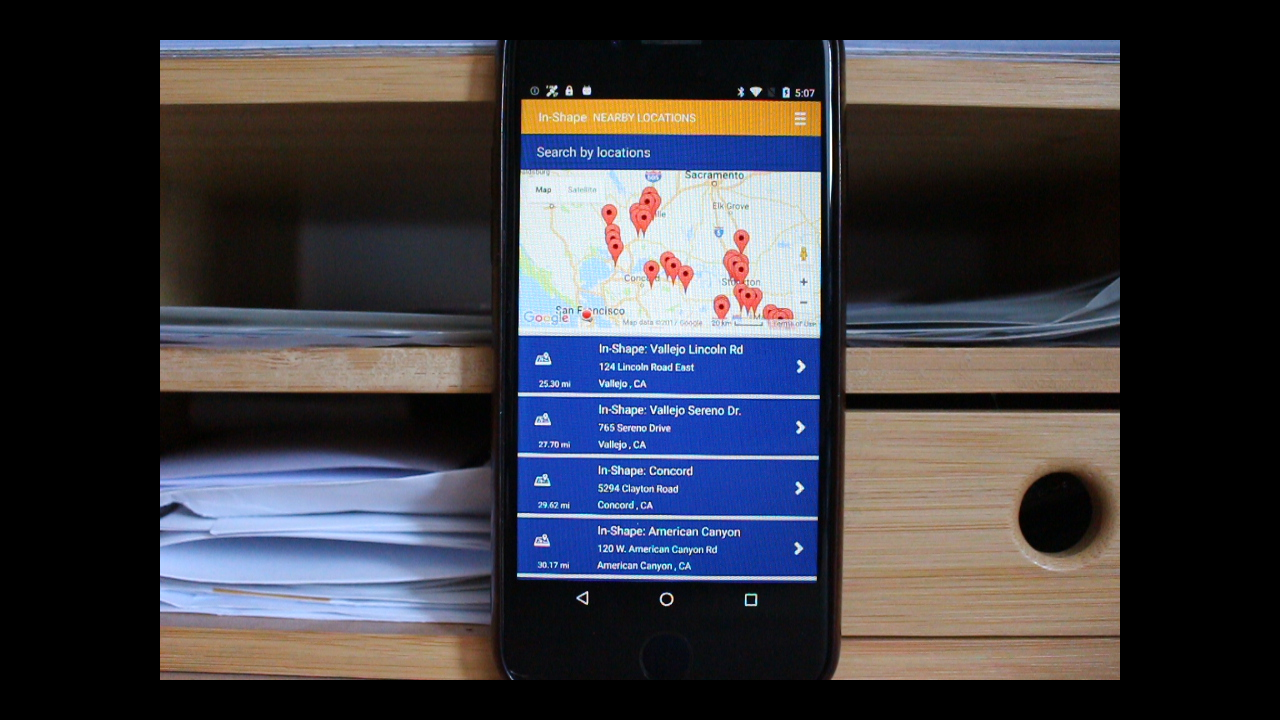 5:07
In-Shape NEARBY LOCATIONS
Search by locations
Sacramento
Map Satellite
Elk Grove
Concord
Stockton
San Francisco
Google
Map data ©2017 Google 20 km Terms of Use
In-Shape: Vallejo Lincoln Rd
124 Lincoln Road East
25.30 mi Vallejo , CA
In-Shape: Vallejo Sereno Dr.
765 Sereno Drive
27.70 mi Vallejo , CA
In-Shape: Concord
5294 Clayton Road
29.62 mi Concord , CA
In-Shape: American Canyon
120 W. American Canyon Rd
30.17 mi American Canyon , CA